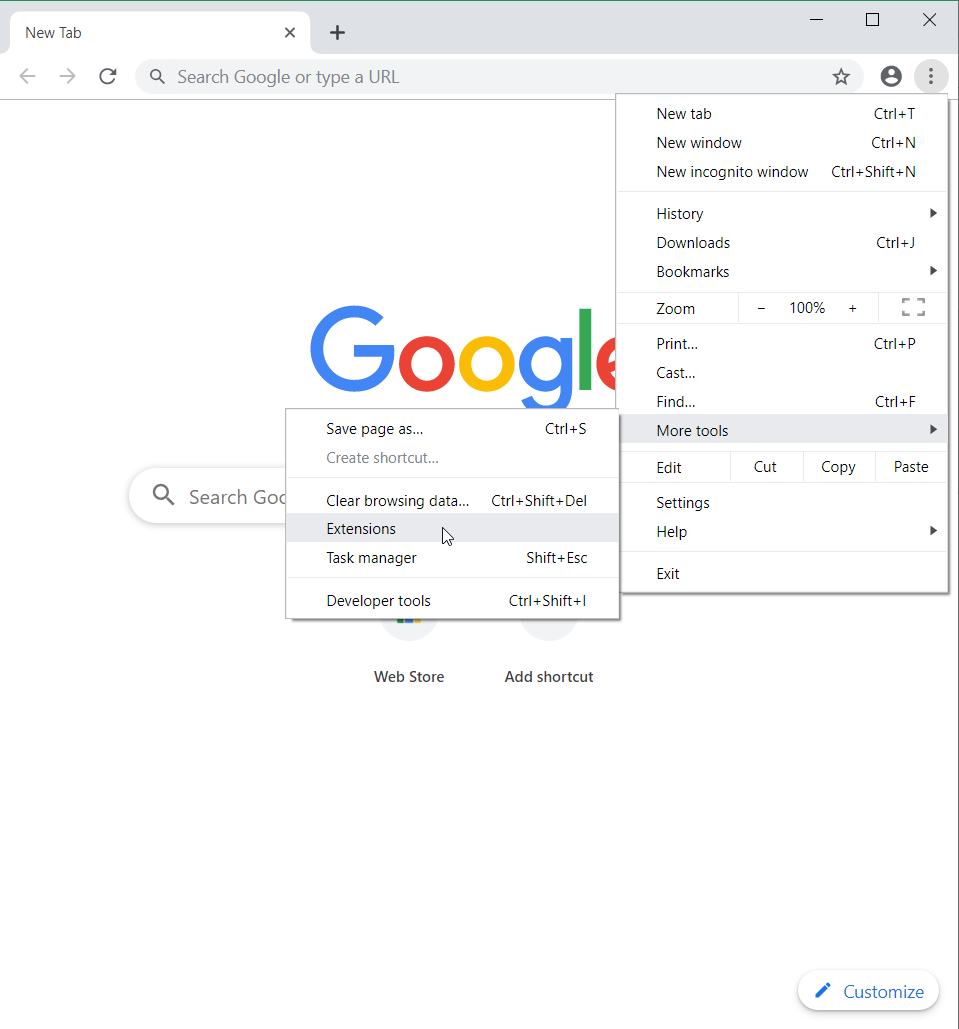 New Tab
Search Google or type a URL
New tab Ctrl+T
New window Ctrl+N
New incognito window Ctrl+Shift+N
History
Downloads Ctrl+J
Bookmarks
Zoom − 100% +
Print... Ctrl+P
Cast...
Find... Ctrl+F
More tools
Edit Cut Copy Paste
Settings
Help
Exit
Google
Save page as... Ctrl+S
Create shortcut...
Clear browsing data... Ctrl+Shift+Del
Extensions
Task manager Shift+Esc
Developer tools Ctrl+Shift+I
Search Goo
Web Store
Add shortcut
Customize